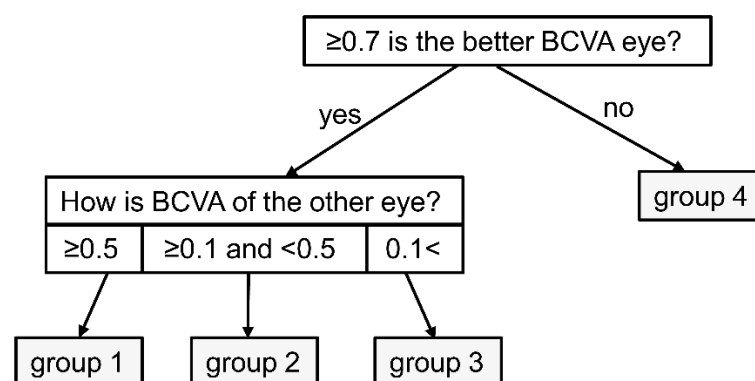 ≥0.7 is the better BCVA eye?
yes
no
group 4
How is BCVA of the other eye?
≥0.5
≥0.1 and <0.5
0.1<
group 1
group 2
group 3